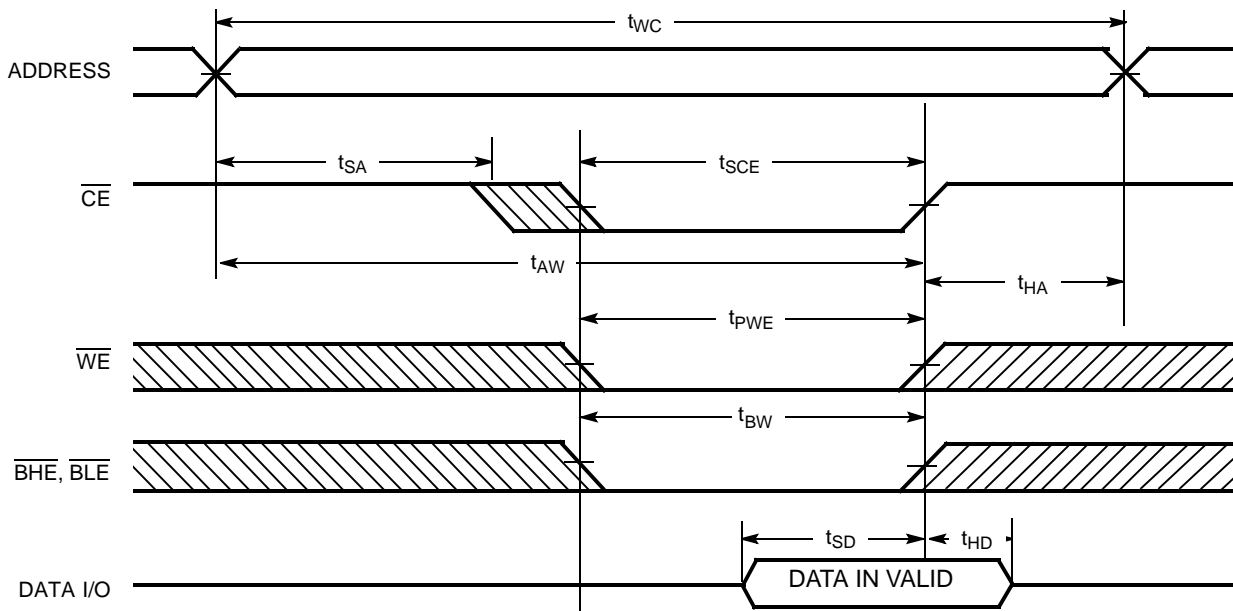 tWC
ADDRESS
tSA
tSCE
CE
tAW
tHA
tPWE
WE
tBW
BHE, BLE
tSD
tHD
DATA I/O
DATA IN VALID